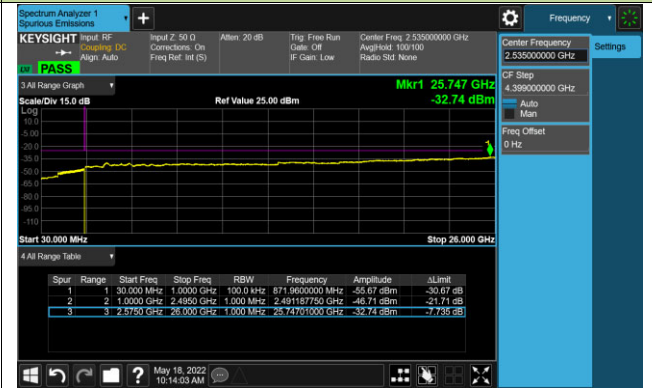 Spectrum Analyzer 1
Spurious Emissions
Frequency
KEYSIGHT
Input: RF
Coupling: DC
Align: Auto
Input Z: 50 Ω
Corrections: On
Freq Ref: Int (S)
Atten: 20 dB
Trig: Free Run
Gate: Off
IF Gain: Low
Center Freq: 2.535000000 GHz
Avg|Hold: 100/100
Radio Std: None
PASS
Center Frequency
2.535000000 GHz
Settings
CF Step
4.399000000 GHz
Auto
Man
Freq Offset
0 Hz
3 All Range Graph
Mkr1 25.747 GHz
Scale/Div 15.0 dB
Ref Value 25.00 dBm
-32.74 dBm
Log
10.0
-5.00
-20.0
-35.0
-50.0
-65.0
-80.0
-95.0
-110
1
Start 30.000 MHz
Stop 26.000 GHz
4 All Range Table
Spur Range Start Freq Stop Freq RBW Frequency Amplitude ΔLimit
1 1 30.000 MHz 1.0000 GHz 100.0 kHz 871.9600000 MHz -55.67 dBm -30.67 dB
2 2 1.0000 GHz 2.4950 GHz 1.000 MHz 2.491187750 GHz -46.71 dBm -21.71 dB
3 3 2.5750 GHz 26.000 GHz 1.000 MHz 25.74701000 GHz -32.74 dBm -7.735 dB
May 18, 2022
10:14:03 AM